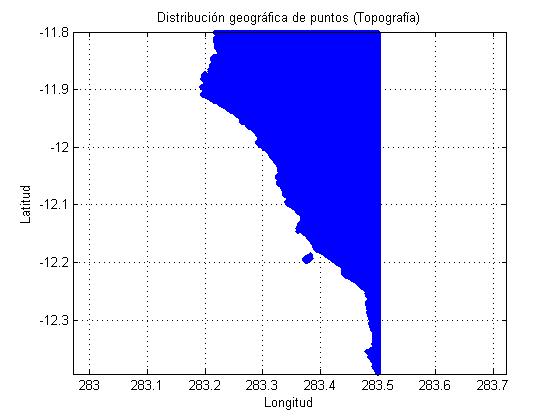 Distribución geográfica de puntos (Topografía)
-11.8
-11.9
-12
-12.1
-12.2
-12.3
Latitud
283 283.1 283.2 283.3 283.4 283.5 283.6 283.7
Longitud